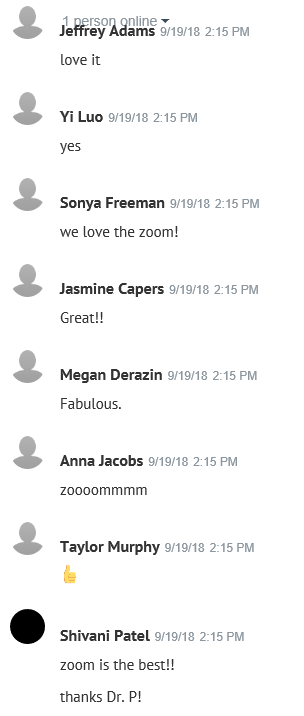 1 person online
Jeffrey Adams 9/19/18 2:15 PM
love it
Yi Luo 9/19/18 2:15 PM
yes
Sonya Freeman 9/19/18 2:15 PM
we love the zoom!
Jasmine Capers 9/19/18 2:15 PM
Great!!
Megan Derazin 9/19/18 2:15 PM
Fabulous.
Anna Jacobs 9/19/18 2:15 PM
zoooommmm
Taylor Murphy 9/19/18 2:15 PM
👍
Shivani Patel 9/19/18 2:15 PM
zoom is the best!!
thanks Dr. P!